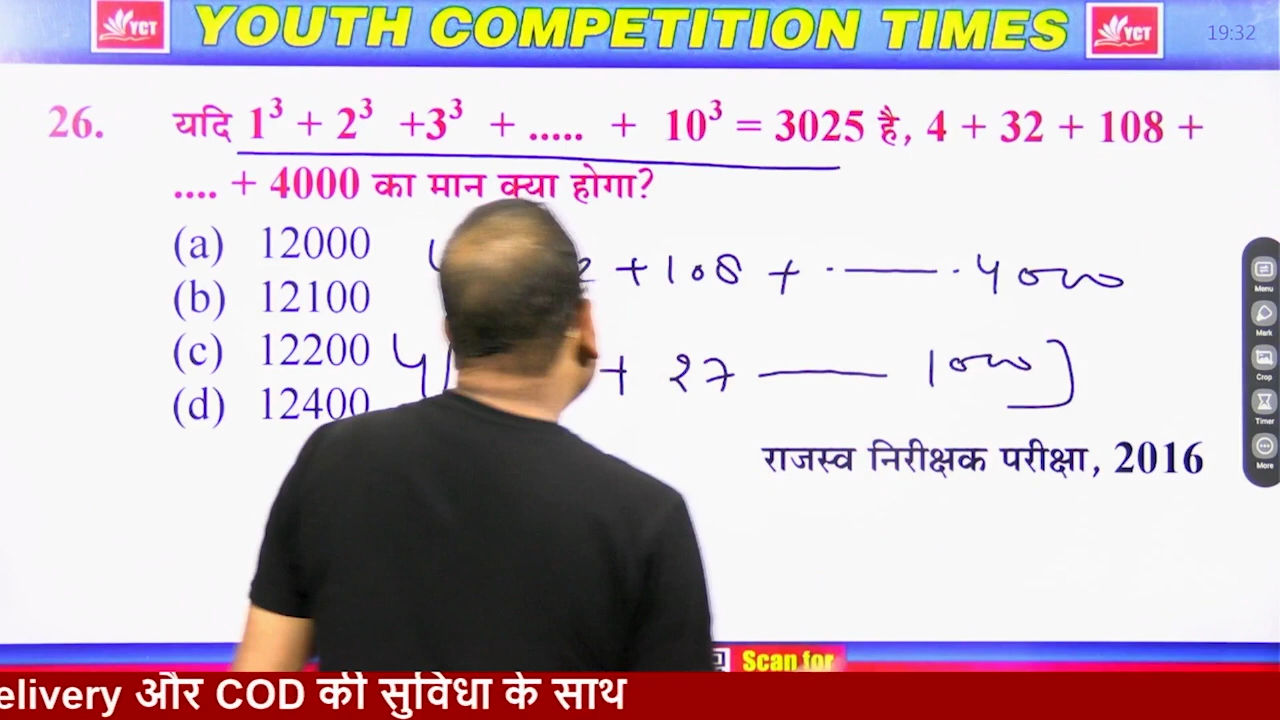 YCT YOUTH COMPETITION TIMES YCT 19:32
26. यदि 1³ + 2³ +3³ + ..... + 10³ = 3025 है, 4 + 32 + 108 +
.... + 4000 का मान क्या होगा?
(a) 12000
(b) 12100
(c) 12200
(d) 12400
+108 + 4000
+ 27 1000]
राजस्व निरीक्षक परीक्षा, 2016
Menu
Mark
Crop
Timer
More
Scan for
elivery और COD की सुविधा के साथ